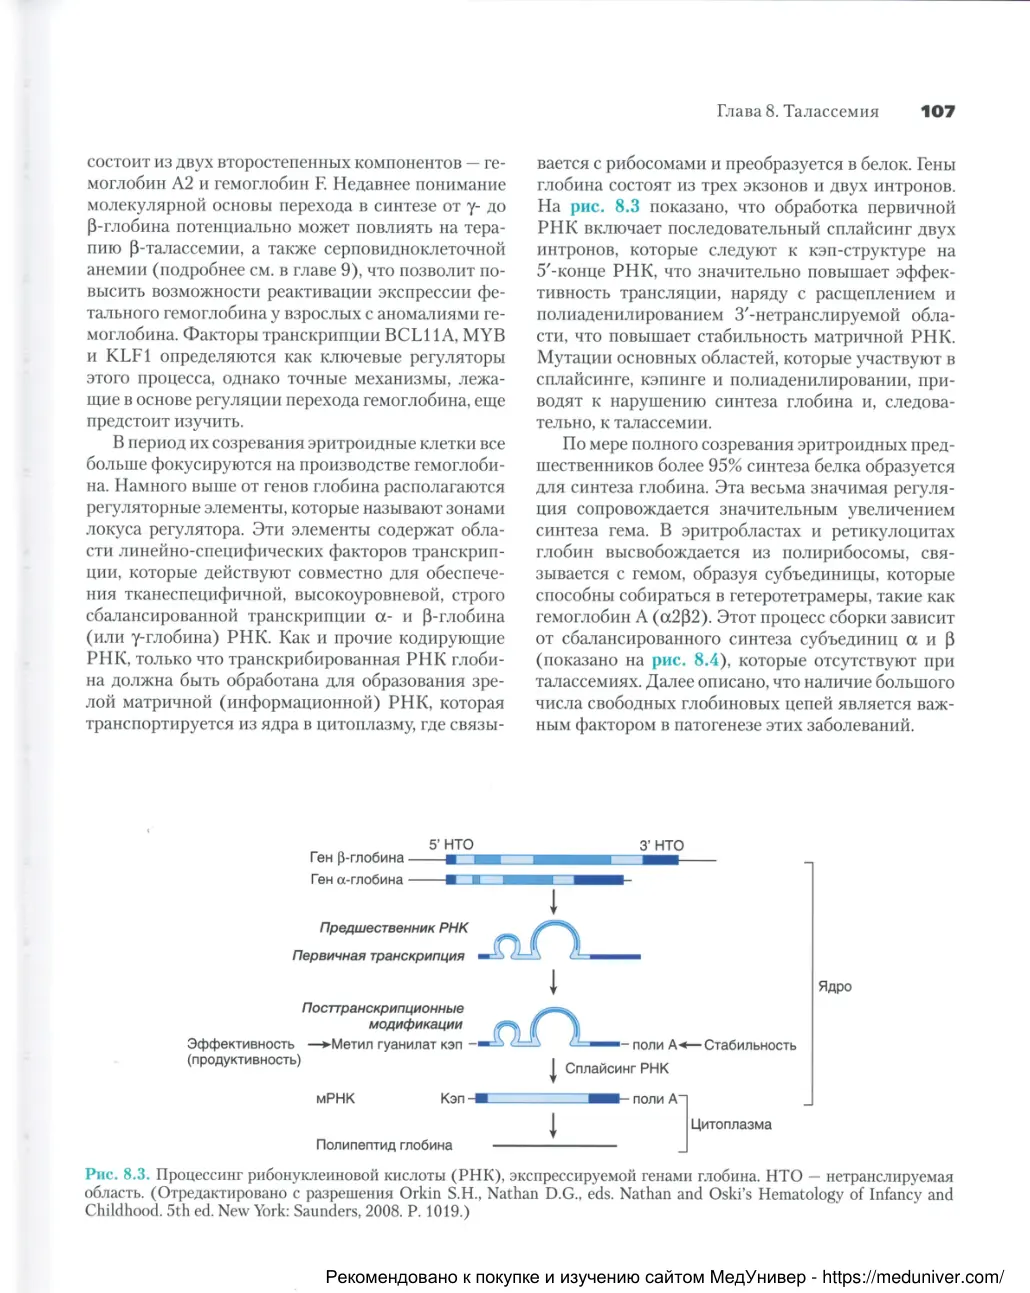 Глава 8. Талассемия 107
состоит из двух второстепенных компонентов — ге-
моглобин А2 и гемоглобин F. Недавнее понимание
молекулярной основы перехода в синтезе от γ- до
β-глобина потенциально может повлиять на тера-
пию β-талассемии, а также серповидноклеточной
анемии (подробнее см. в главе 9), что позволит по-
высить возможности реактивации экспрессии фе-
тального гемоглобина у взрослых с аномалиями ге-
моглобина. Факторы транскрипции BCL11A, MYB
и KLF1 определяются как ключевые регуляторы
этого процесса, однако точные механизмы, лежа-
щие в основе регуляции перехода гемоглобина, еще
предстоит изучить.
В период их созревания эритроидные клетки все
больше фокусируются на производстве гемоглоби-
на. Намного выше от генов глобина располагаются
регуляторные элементы, которые называют зонами
локуса регулятора. Эти элементы содержат обла-
сти линейно-специфических факторов транскрип-
ции, которые действуют совместно для обеспече-
ния тканеспецифичной, высокоуровневой, строго
сбалансированной транскрипции α- и β-глобина
(или γ-глобина) РНК. Как и прочие кодирующие
РНК, только что транскрибированная РНК глоби-
на должна быть обработана для образования зре-
лой матричной (информационной) РНК, которая
транспортируется из ядра в цитоплазму, где связы-
вается с рибосомами и преобразуется в белок. Гены
глобина состоят из трех экзонов и двух интронов.
На рис. 8.3 показано, что обработка первичной
РНК включает последовательный сплайсинг двух
интронов, которые следуют к кэп-структуре на
5′-конце РНК, что значительно повышает эффек-
тивность трансляции, наряду с расщеплением и
полиаденилированием 3′-нетранслируемой обла-
сти, что повышает стабильность матричной РНК.
Мутации основных областей, которые участвуют в
сплайсинге, кэпинге и полиаденилировании, при-
водят к нарушению синтеза глобина и, следова-
тельно, к талассемии.
По мере полного созревания эритроидных пред-
шественников более 95% синтеза белка образуется
для синтеза глобина. Эта весьма значимая регуля-
ция сопровождается значительным увеличением
синтеза гема. В эритробластах и ретикулоцитах
глобин высвобождается из полирибосомы, свя-
зывается с гемом, образуя субъединицы, которые
способны собираться в гетеротетрамеры, такие как
гемоглобин А (α2β2). Этот процесс сборки зависит
от сбалансированного синтеза субъединиц α и β
(показано на рис. 8.4), которые отсутствуют при
талассемиях. Далее описано, что наличие большого
числа свободных глобиновых цепей является важ-
ным фактором в патогенезе этих заболеваний.
5' НТО 3' НТО
Ген β-глобина
Ген α-глобина
Предшественник РНК
Первичная транскрипция
Ядро
Посттранскрипционные
модификации
Эффективность Метил гуанилат кэп поли А Стабильность
(продуктивность)
Сплайсинг РНК
мРНК Кэп поли А
Цитоплазма
Полипептид глобина
Рис. 8.3. Процессинг рибонуклеиновой кислоты (РНК), экспрессируемой генами глобина. НТО — нетранслируемая
область. (Отредактировано с разрешения Orkin S.H., Nathan D.G., eds. Nathan and Oski's Hematology of Infancy and
Childhood. 5th ed. New York: Saunders, 2008. P. 1019.)
Рекомендовано к покупке и изучению сайтом МедУнивер - https://meduniver.com/